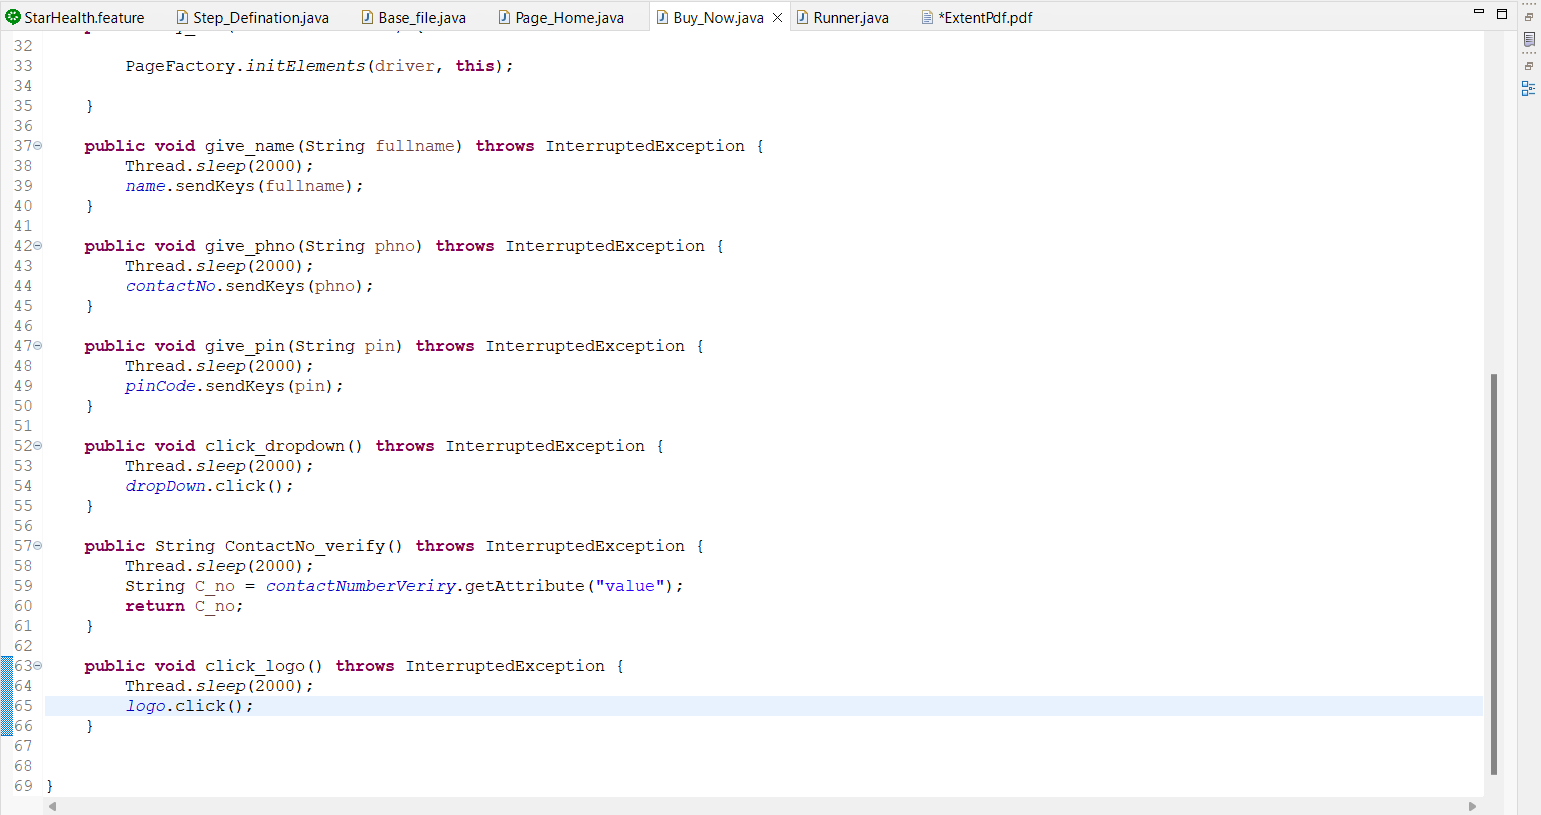 StarHealth.feature Step_Defination.java Base_file.java Page_Home.java Buy_Now.java Runner.java *ExtentPdf.pdf
32
33 PageFactory.initElements(driver, this);
34
35 }
36
37 public void give_name(String fullname) throws InterruptedException {
38 Thread.sleep(2000);
39 name.sendKeys(fullname);
40 }
41
42 public void give_phno(String phno) throws InterruptedException {
43 Thread.sleep(2000);
44 contactNo.sendKeys(phno);
45 }
46
47 public void give_pin(String pin) throws InterruptedException {
48 Thread.sleep(2000);
49 pinCode.sendKeys(pin);
50 }
51
52 public void click_dropdown() throws InterruptedException {
53 Thread.sleep(2000);
54 dropDown.click();
55 }
56
57 public String ContactNo_verify() throws InterruptedException {
58 Thread.sleep(2000);
59 String C_no = contactNumberVeriry.getAttribute("value");
60 return C_no;
61 }
62
63 public void click_logo() throws InterruptedException {
64 Thread.sleep(2000);
65 logo.click();
66 }
67
68
69 }